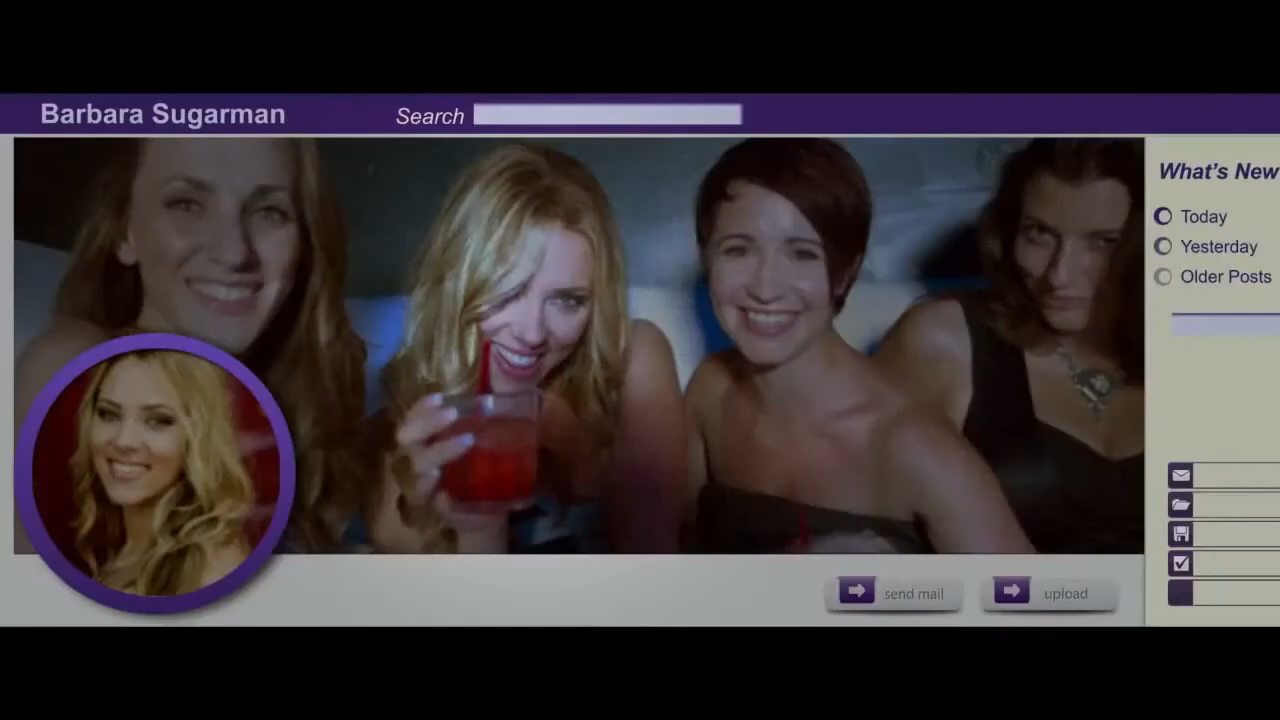 Barbara Sugarman
Search
What's New
Today
Yesterday
Older Posts
send mail
upload